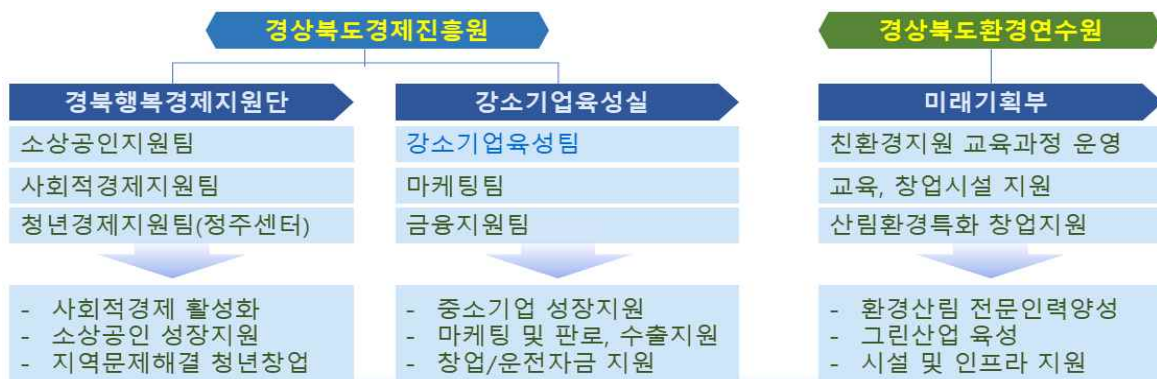 경상북도경제진흥원
경상북도환경연수원
경북행복경제지원단
소상공인지원팀
사회적경제지원팀
청년경제지원팀(정주센터)
- 사회적경제 활성화
- 소상공인 성장지원
- 지역문제해결 청년창업
강소기업육성실
강소기업육성팀
마케팅팀
금융지원팀
- 중소기업 성장지원
- 마케팅 및 판로, 수출지원
- 창업/운전자금 지원
미래기획부
친환경지원 교육과정 운영
교육, 창업시설 지원
산림환경특화 창업지원
- 환경산림 전문인력양성
- 그린산업 육성
- 시설 및 인프라 지원